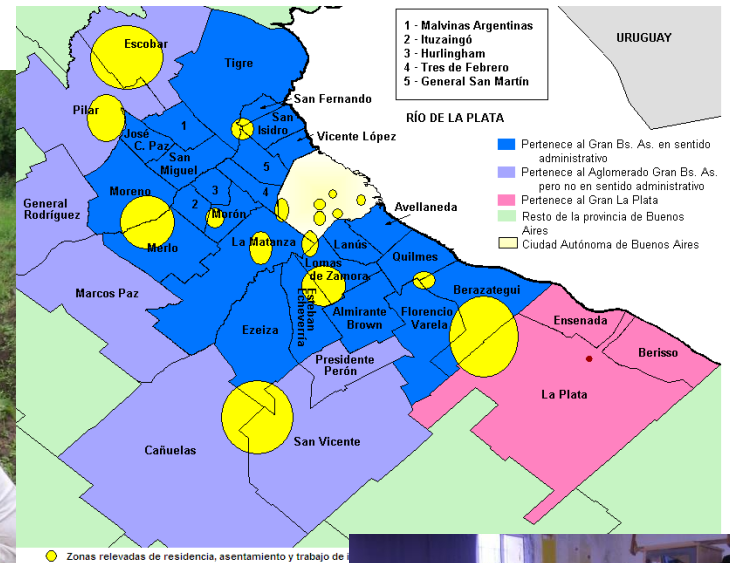 1 - Malvinas Argentinas
2 - Ituzaingó
3 - Hurlingham
4 - Tres de Febrero
5 - General San Martín
URUGUAY
Escobar
Tigre
San Fernando
Pilar
San
Isidro
RÍO DE LA PLATA
José
C. Paz
1
Vicente López
San
Miguel
5
Pertenece al Gran Bs. As. en sentido
administrativo
Pertenece al Aglomerado Gran Bs. As.
pero no en sentido administrativo
Pertenece al Gran La Plata
Resto de la provincia de Buenos
Aires
Ciudad Autónoma de Buenos Aires
General
Rodríguez
Moreno
3
4
2
Morón
Avellaneda
Merlo
La Matanza
Lanús
Lomas
de Zamora
Quilmes
Marcos Paz
Berazategui
Esteban
Echeverría
Almirante
Brown
Florencio
Varela
Ezeiza
Ensenada
Berisso
Presidente
Perón
La Plata
Cañuelas
San Vicente
Zonas relevadas de residencia, asentamiento y trabajo de